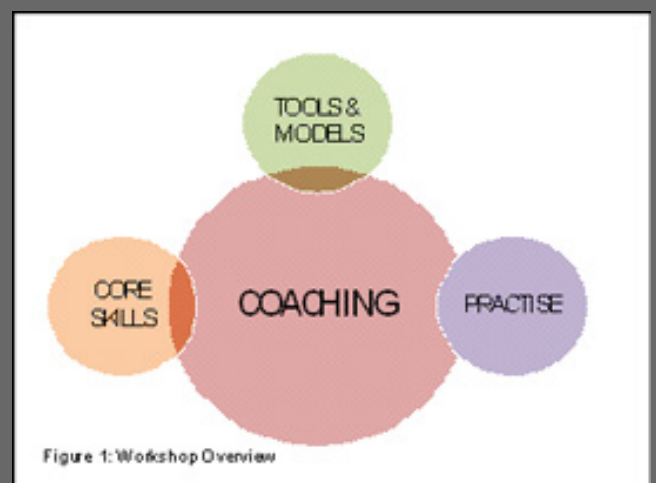 TOOLS &
MODELS
CORE
SKILLS
COACHING
PRACTISE
Figure 1: Workshop Overview